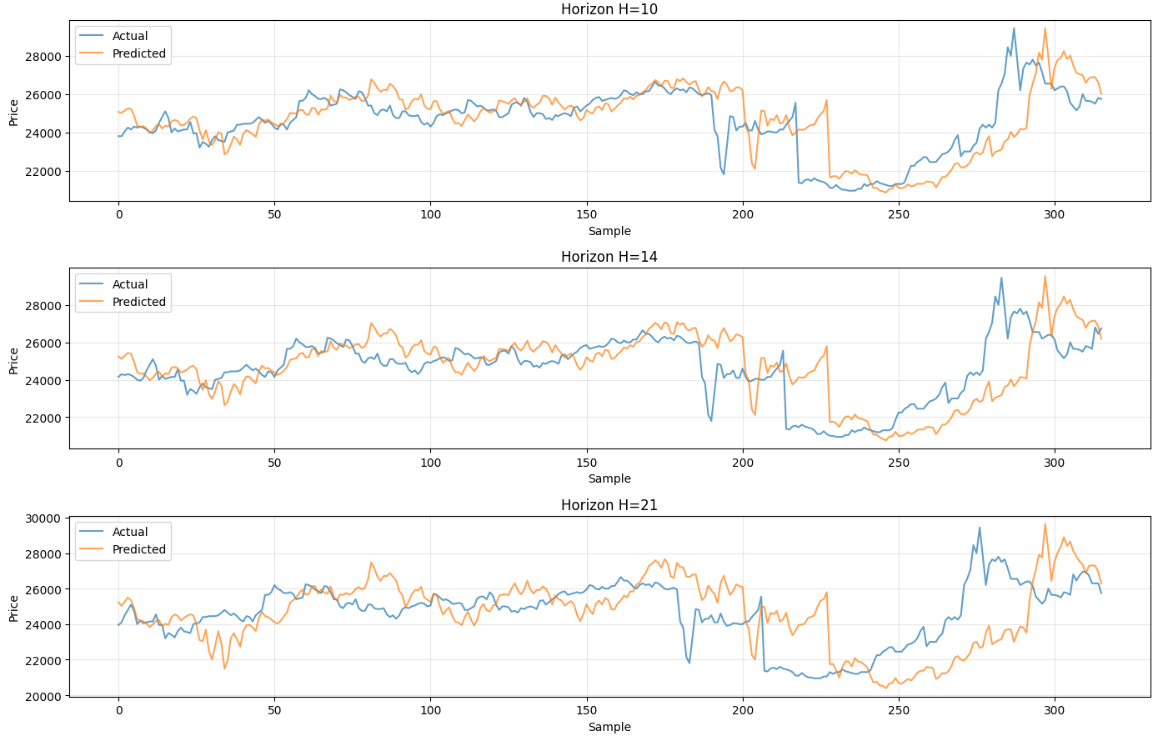 Horizon H=10
Actual
Predicted
28000
26000
24000
22000
Price
0 50 100 150 200 250 300
Sample
Horizon H=14
Actual
Predicted
28000
26000
24000
22000
Price
0 50 100 150 200 250 300
Sample
Horizon H=21
Actual
Predicted
30000
28000
26000
24000
22000
20000
Price
0 50 100 150 200 250 300
Sample